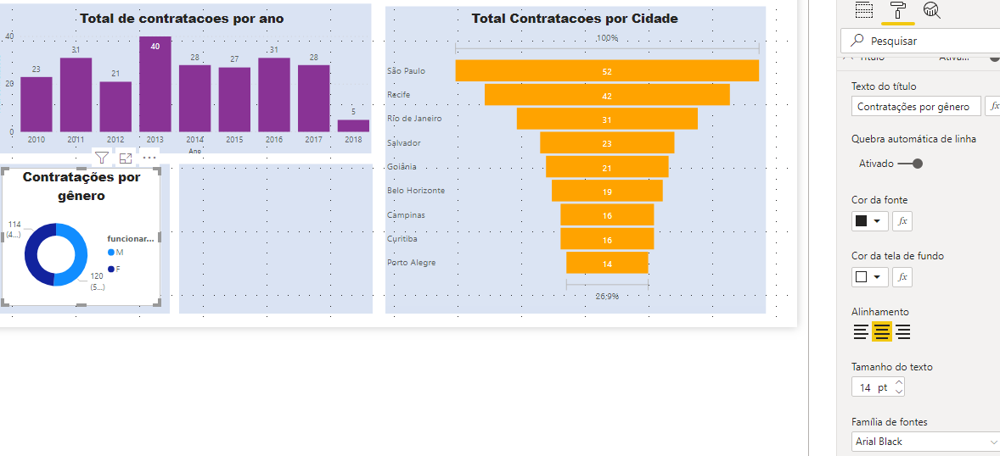 Total de contratacoes por ano
40
20
0
23
31
21
40
28
27
31
28
5
2010 2011 2012 2013 2014 2015 2016 2017 2018
Ano
Contratações por
gênero
114
(4...)
120
(5...)
funcionar...
M
F
Total Contratacoes por Cidade
100%
São Paulo 52
Recife 42
Rio de Janeiro 31
Salvador 23
Goiânia 21
Belo Horizonte 19
Campinas 16
Curitiba 16
Porto Alegre 14
26,9%
Pesquisar
Título Ativa...
Texto do título
Contratações por gênero fx
Quebra automática de linha
Ativado
Cor da fonte
fx
Cor da tela de fundo
fx
Alinhamento
Tamanho do texto
14 pt
Família de fontes
Arial Black